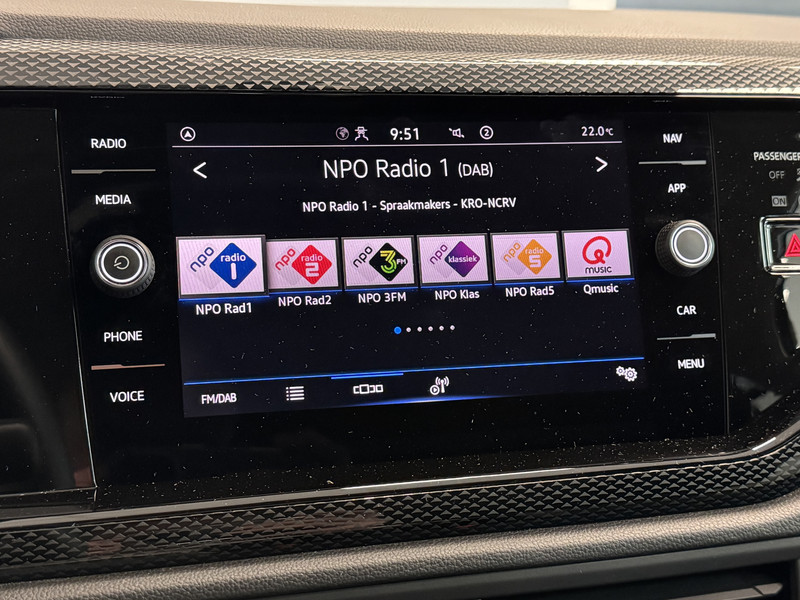 RADIO
MEDIA
PHONE
VOICE
9:51
2
22.0°C
NPO Radio 1 (DAB)
NPO Radio 1 - Spraakmakers - KRO-NCRV
npo radio 1
npo radio 2
npo 3FM
npo klassiek
npo radio 5
Q MUSIC
NPO Rad1
NPO Rad2
NPO 3FM
NPO Klas
NPO Rad5
Qmusic
FM/DAB
NAV
APP
CAR
MENU
PASSENGER
OFF
ON